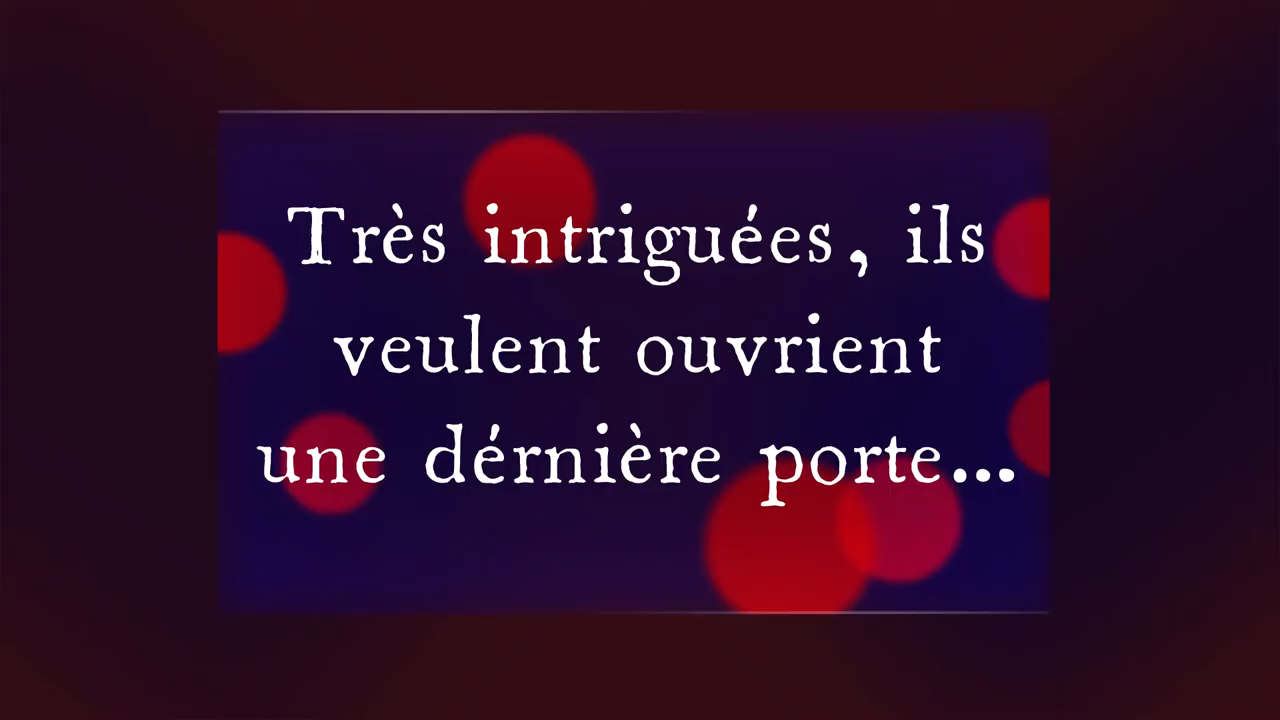 Très intriguées, ils
veulent ouvrient
une dérnière porte...